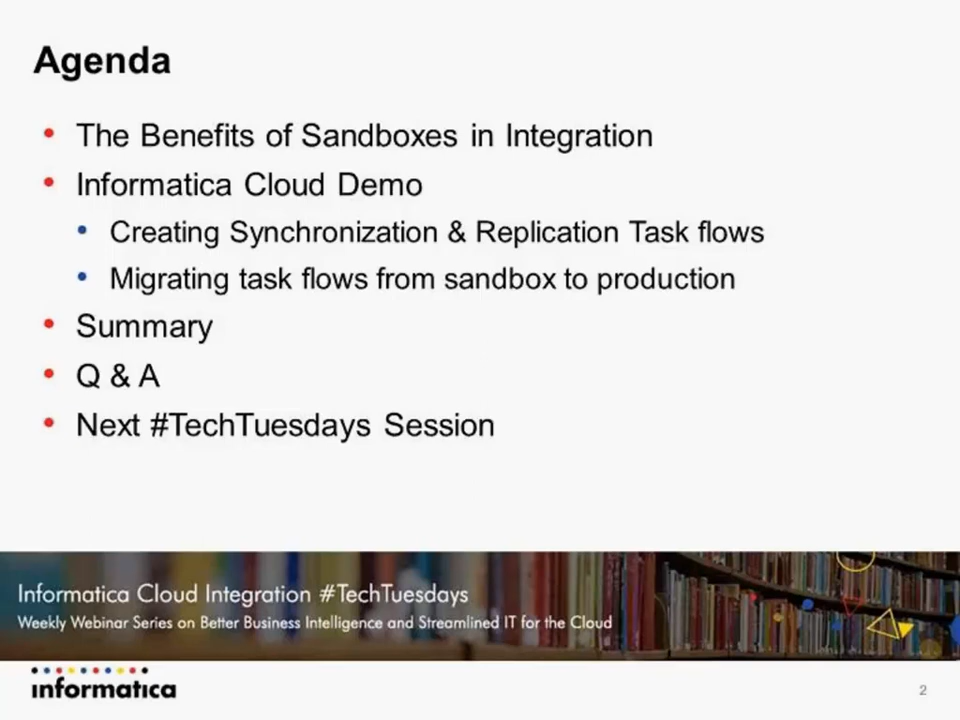 Agenda
The Benefits of Sandboxes in Integration
Informatica Cloud Demo
Creating Synchronization & Replication Task flows
Migrating task flows from sandbox to production
Summary
Q & A
Next #TechTuesdays Session
Informatica Cloud Integration #TechTuesdays
Weekly Webinar Series on Better Business Intelligence and Streamlined IT for the Cloud
informatica
2